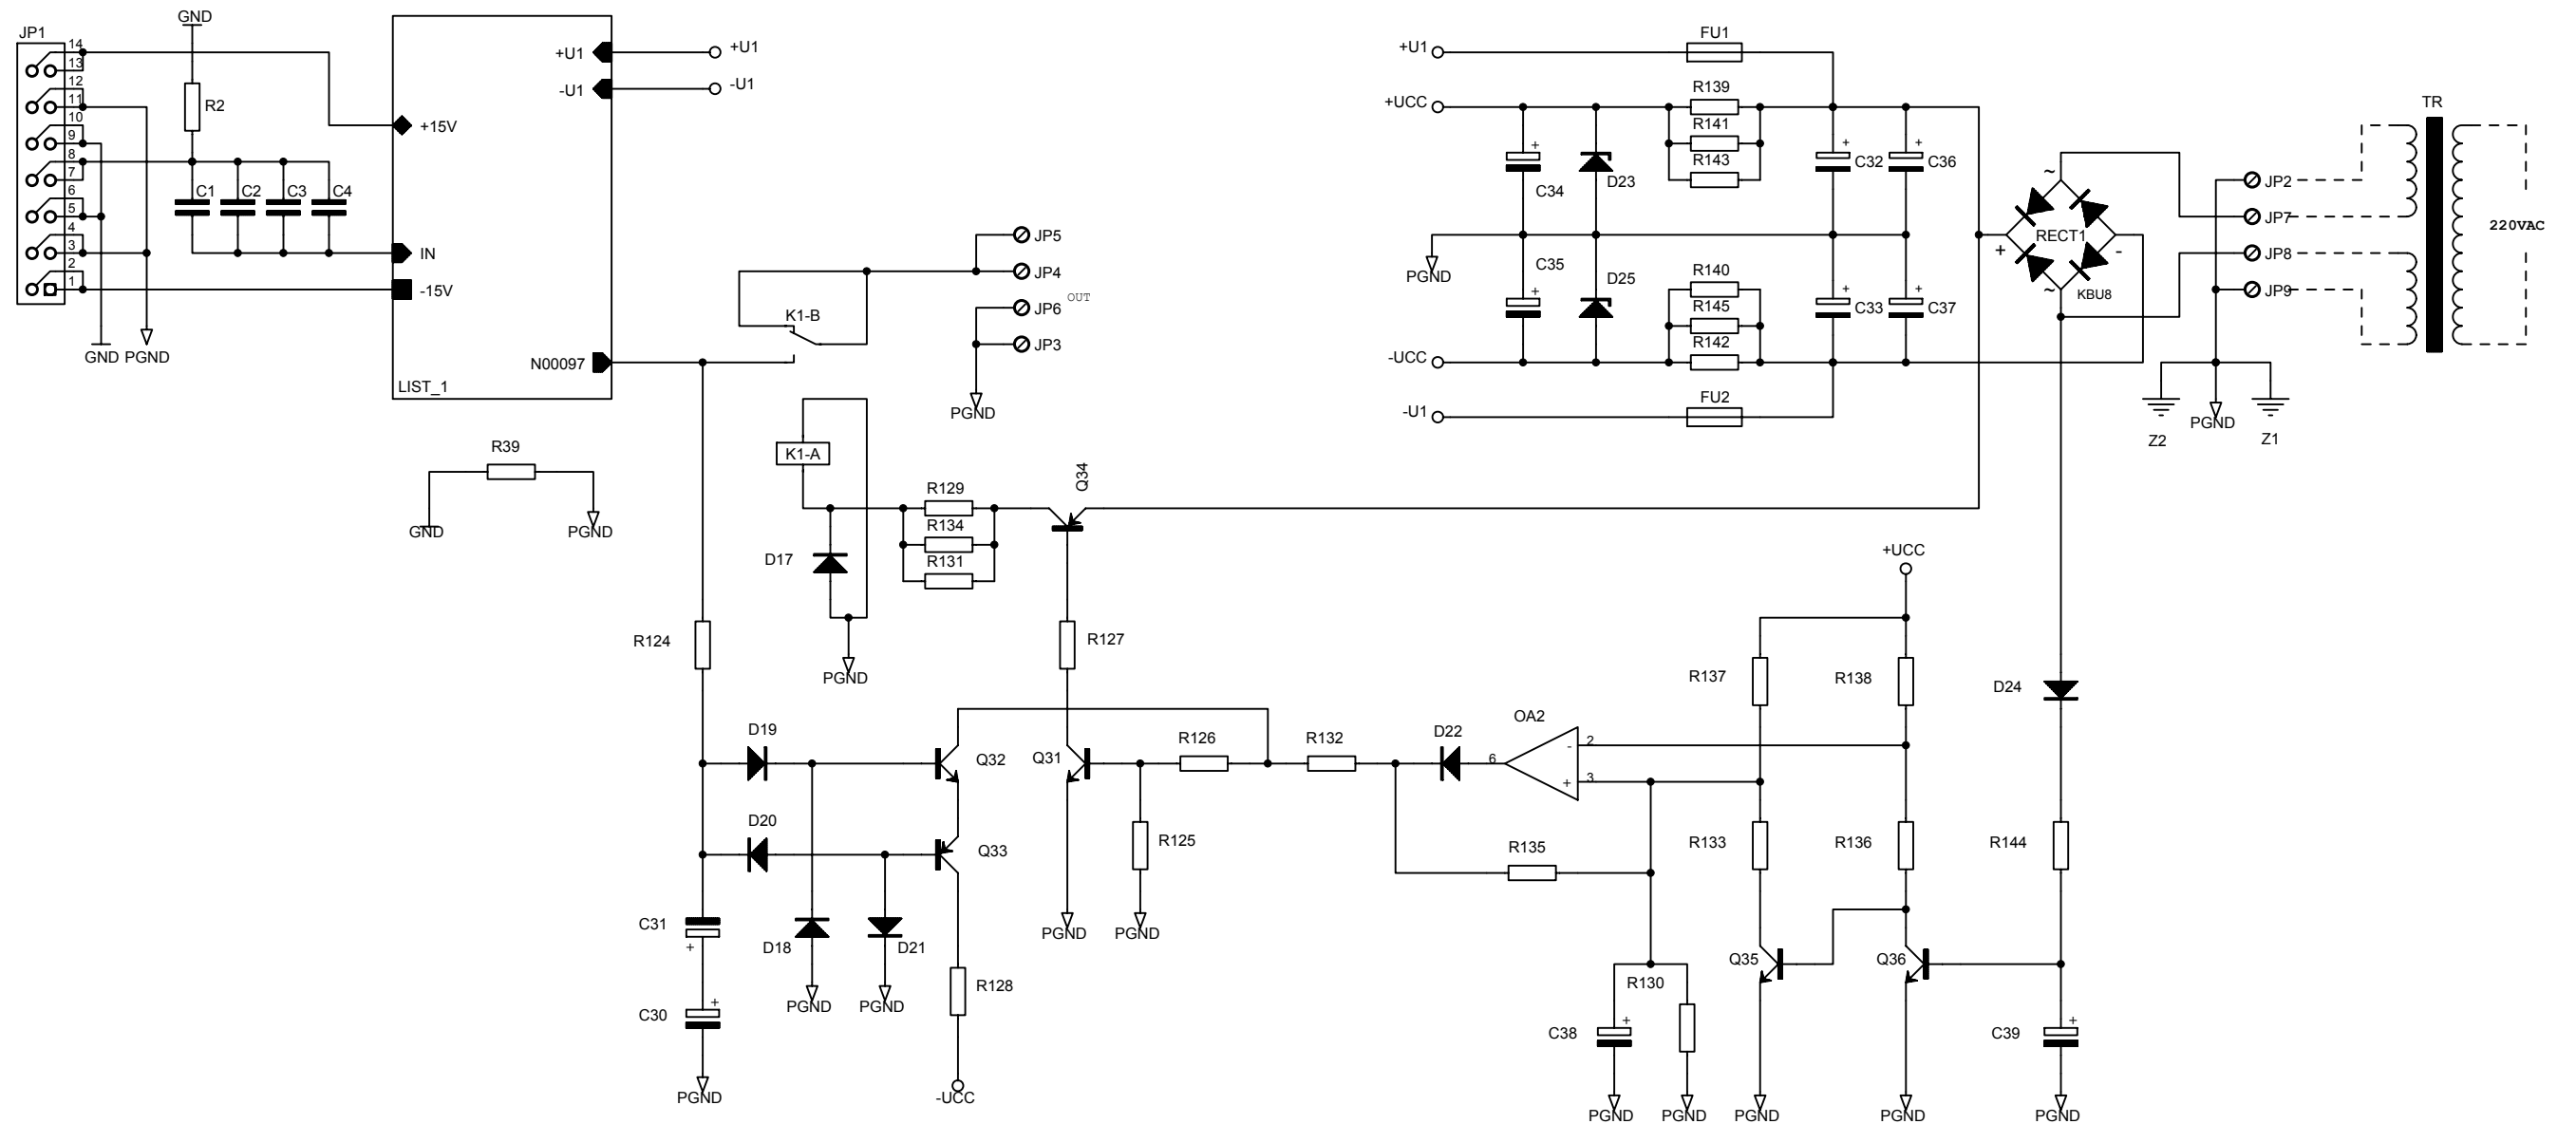 GND
JP1
14
13
12
11
10
9
8
7
6
5
4
3
2
1
R2
C1
C2
C3
C4
GND
PGND
+U1
-U1
+15V
IN
-15V
N00097
LIST_1
+U1
-U1
K1-B
JP5
JP4
JP6
OUT
JP3
PGND
+U1
FU1
+UCC
R139
R141
R143
+
C34
D23
+
C32
+
C36
PGND
C35
+
D25
R140
R145
R142
+
C33
+
C37
-UCC
-U1
FU2
~
RECT1
+
-
~
KBU8
TR
JP2
JP7
JP8
JP9
220VAC
Z2
PGND
Z1
R39
GND
PGND
K1-A
R129
R134
R131
Q34
D17
PGND
R124
R127
D19
Q32
Q31
R126
R132
D22
OA2
6
-
2
+
3
D20
Q33
R125
R135
C31
+
D18
D21
PGND
PGND
PGND
PGND
+
C30
R128
PGND
-UCC
+UCC
R137
R138
D24
R133
R136
R144
Q35
Q36
R130
C38
+
C39
+
PGND
PGND
PGND
PGND
PGND